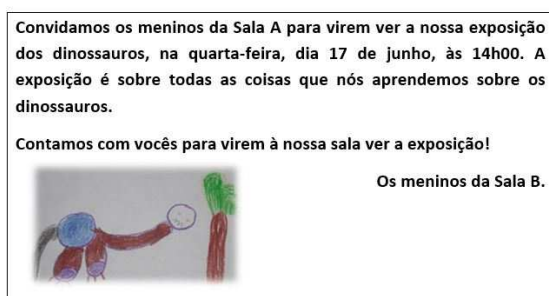 Convidamos os meninos da Sala A para virem ver a nossa exposição
dos dinossauros, na quarta-feira, dia 17 de junho, às 14h00. A
exposição é sobre todas as coisas que nós aprendemos sobre os
dinossauros.
Contamos com vocês para virem à nossa sala ver a exposição!
Os meninos da Sala B.